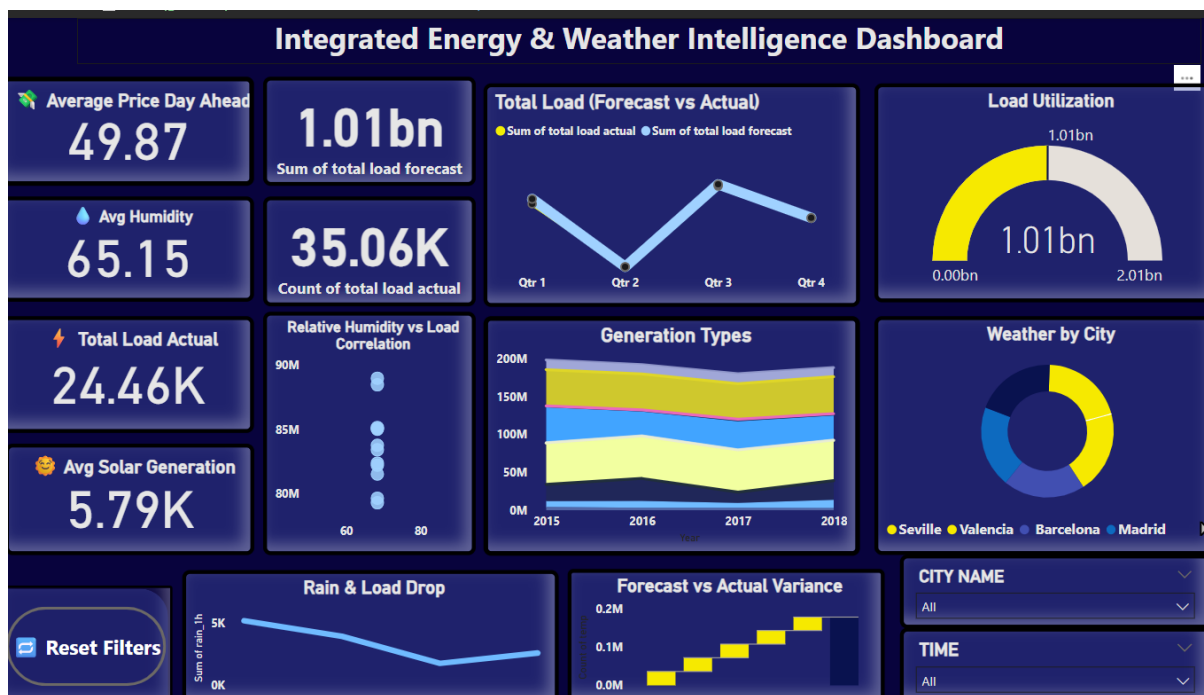 Integrated Energy & Weather Intelligence Dashboard
Average Price Day Ahead
49.87
1.01bn
Sum of total load forecast
Total Load (Forecast vs Actual)
Sum of total load actual Sum of total load forecast
Qtr 1 Qtr 2 Qtr 3 Qtr 4
Load Utilization
1.01bn
1.01bn
0.00bn 2.01bn
Avg Humidity
65.15
35.06K
Count of total load actual
Total Load Actual
24.46K
Relative Humidity vs Load
Correlation
90M
85M
80M
60 80
Generation Types
200M
150M
100M
50M
0M
2015 2016 2017 2018
Year
Weather by City
Seville Valencia Barcelona Madrid
Avg Solar Generation
5.79K
Reset Filters
Rain & Load Drop
Sum of rain_1h
5K
0K
Forecast vs Actual Variance
0.2M
0.1M
0.0M
CITY NAME
All
TIME
All